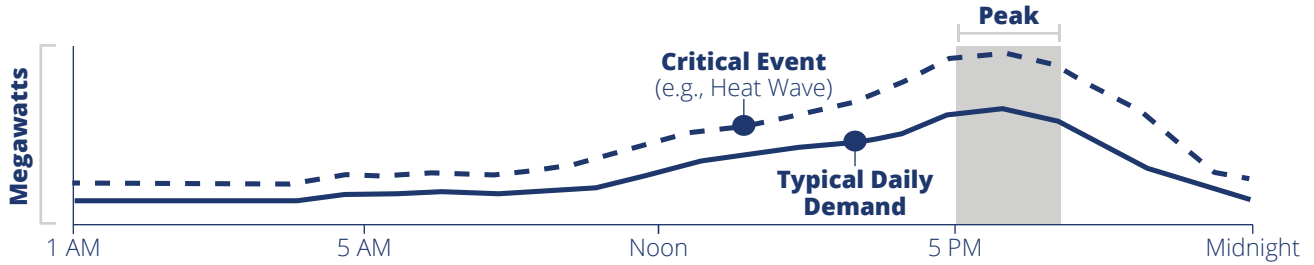 Peak
Critical Event
(e.g., Heat Wave)
Megawatts
Typical Daily
Demand
1 AM
5 AM
Noon
5 PM
Midnight